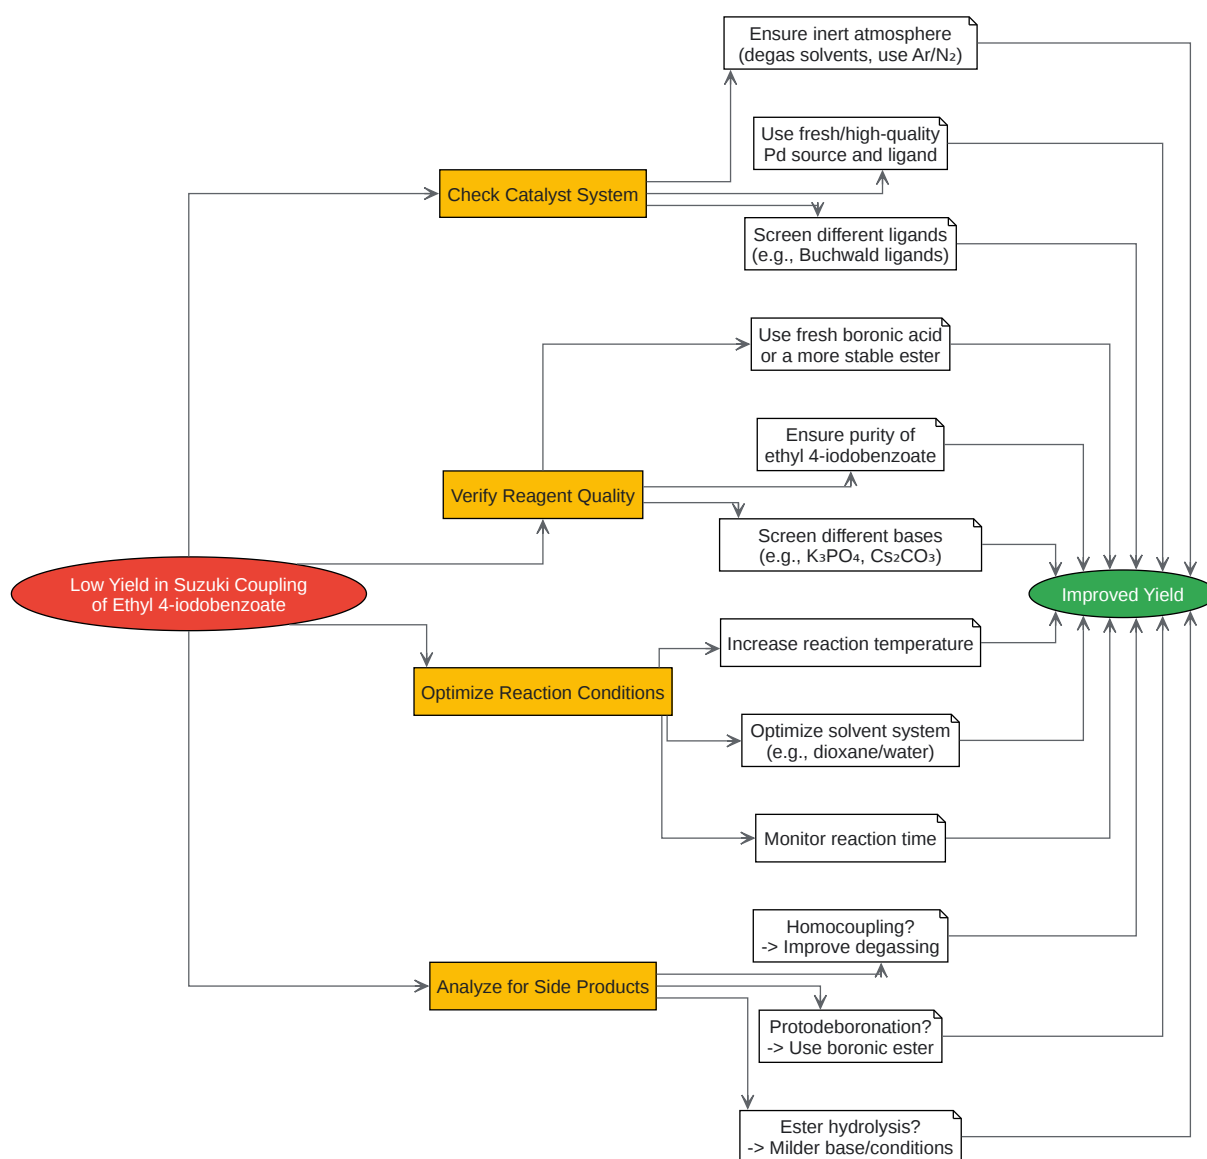 Ensure inert atmosphere
(degas solvents, use Ar/N₂)
Use fresh/high-quality
Pd source and ligand
Check Catalyst System
Screen different ligands
(e.g., Buchwald ligands)
Use fresh boronic acid
or a more stable ester
Ensure purity of
ethyl 4-iodobenzoate
Verify Reagent Quality
Screen different bases
(e.g., K₃PO₄, Cs₂CO₃)
Low Yield in Suzuki Coupling
of Ethyl 4-iodobenzoate
Improved Yield
Increase reaction temperature
Optimize Reaction Conditions
Optimize solvent system
(e.g., dioxane/water)
Monitor reaction time
Homocoupling?
-> Improve degassing
Analyze for Side Products
Protodeboronation?
-> Use boronic ester
Ester hydrolysis?
-> Milder base/conditions